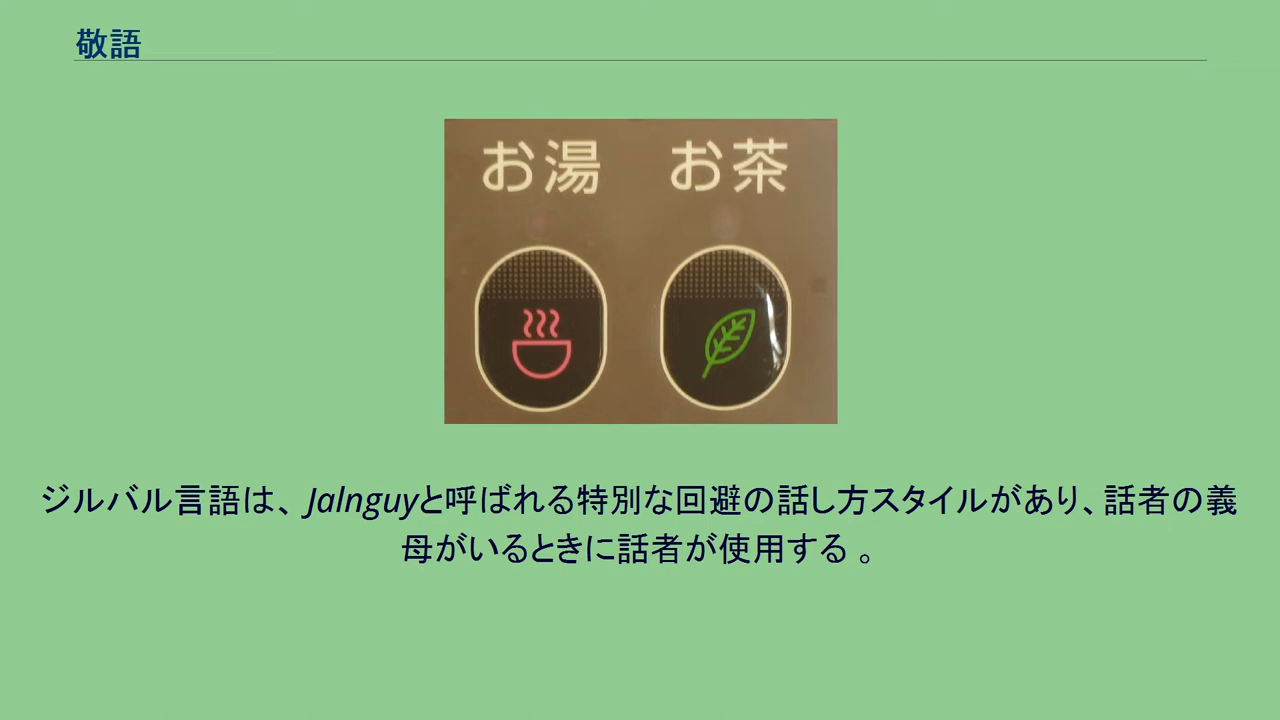 敬語
お湯 お茶
ジルバル言語は、Jalnguyと呼ばれる特別な回避の話し方スタイルがあり、話者の義
母がいるときに話者が使用する 。